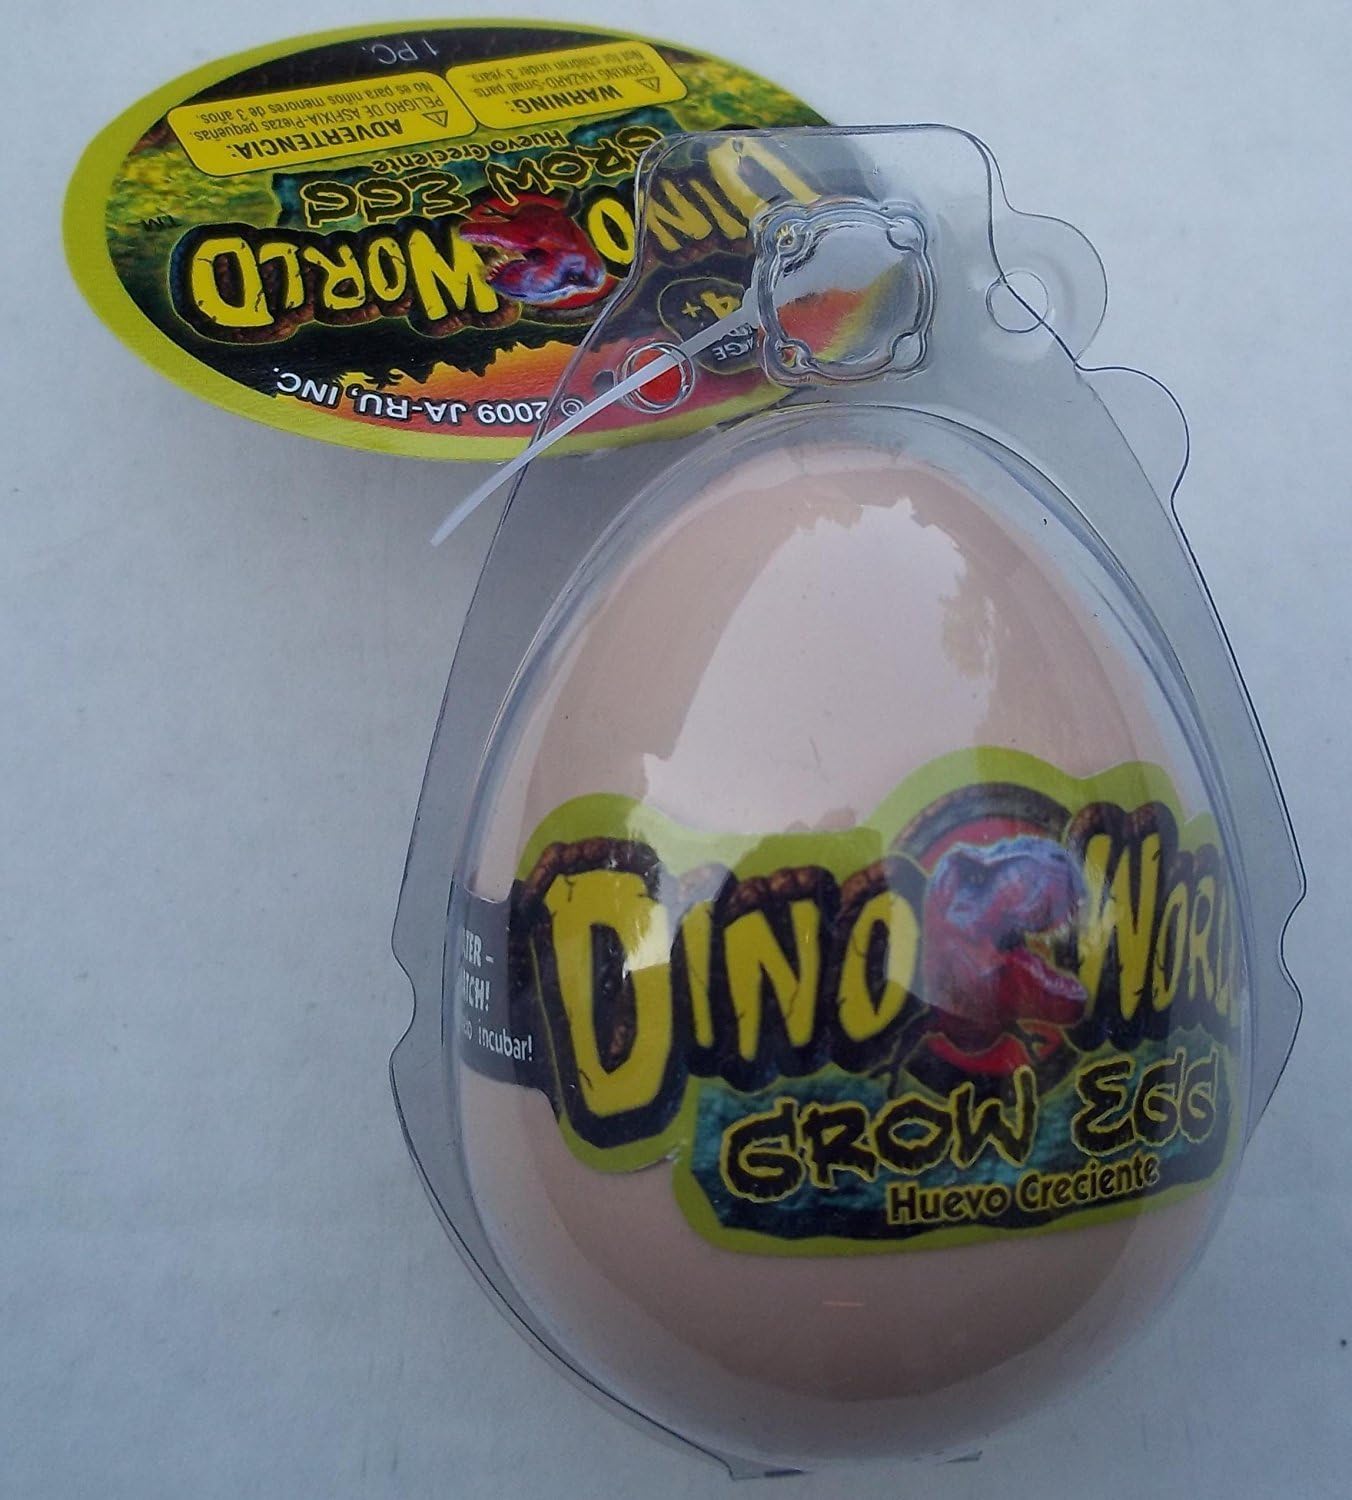 © 2009 JA-RU, INC.
AGE
4+
DINO WORLD
TM
GROW EGG
Huevo Creciente
WARNING:
CHOKING HAZARD-Small parts.
Not for children under 3 years.
ADVERTENCIA:
PELIGRO DE ASFIXIA-Piezas pequeñas.
No es para niños menores de 3 años.
1 PC.
DINO WORL
GROW EGG
Huevo Creciente
incubar!